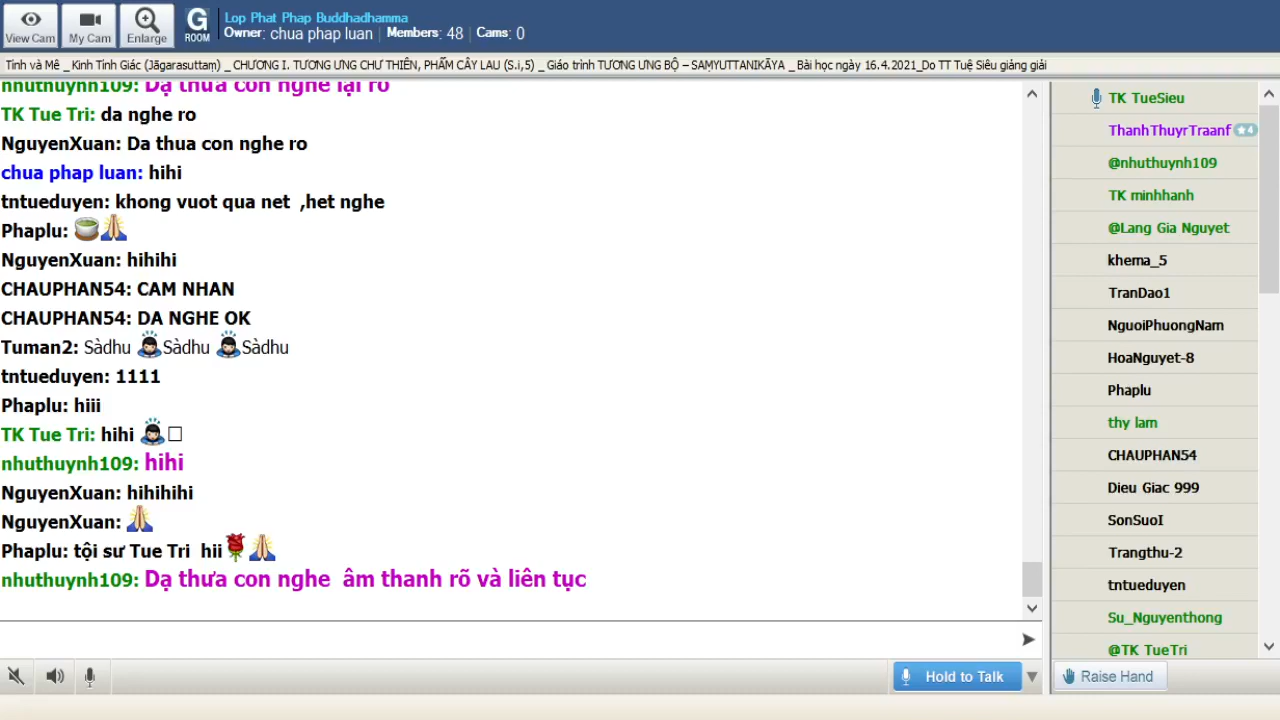 View Cam
My Cam
Enlarge
G
ROOM
Lop Phat Phap Buddhadhamma
Owner: chua phap luan Members: 48 Cams: 0
Tỉnh và Mê _ Kinh Tỉnh Giác (Jāgarasuttaṃ) _ CHƯƠNG I. TƯƠNG ƯNG CHƯ THIÊN, PHẨM CÂY LAU (S.i,5) _ Giáo trình TƯƠNG ƯNG BỘ – SAṂYUTTANIKĀYA _ Bài học ngày 16.4.2021_Do TT Tuệ Siêu giảng giải
nhuthuynh109: Dạ thưa con nghe lại rõ
TK Tue Tri: da nghe ro
NguyenXuan: Da thua con nghe ro
chua phap luan: hihi
tntueduyen: khong vuot qua net ,het nghe
Phaplu:
NguyenXuan: hihihi
CHAUPHAN54: CAM NHAN
CHAUPHAN54: DA NGHE OK
Tuman2: Sàdhu Sàdhu Sàdhu
tntueduyen: 1111
Phaplu: hiii
TK Tue Tri: hihi
nhuthuynh109: hihi
NguyenXuan: hihihihi
NguyenXuan:
Phaplu: tội sư Tue Tri hii
nhuthuynh109: Dạ thưa con nghe âm thanh rõ và liên tục
Hold to Talk
TK TueSieu
ThanhThuyrTraanf 4
@nhuthuynh109
TK minhhanh
@Lang Gia Nguyet
khema_5
TranDao1
NguoiPhuongNam
HoaNguyet-8
Phaplu
thy lam
CHAUPHAN54
Dieu Giac 999
SonSuoI
Trangthu-2
tntueduyen
Su_Nguyenthong
@TK TueTri
Raise Hand